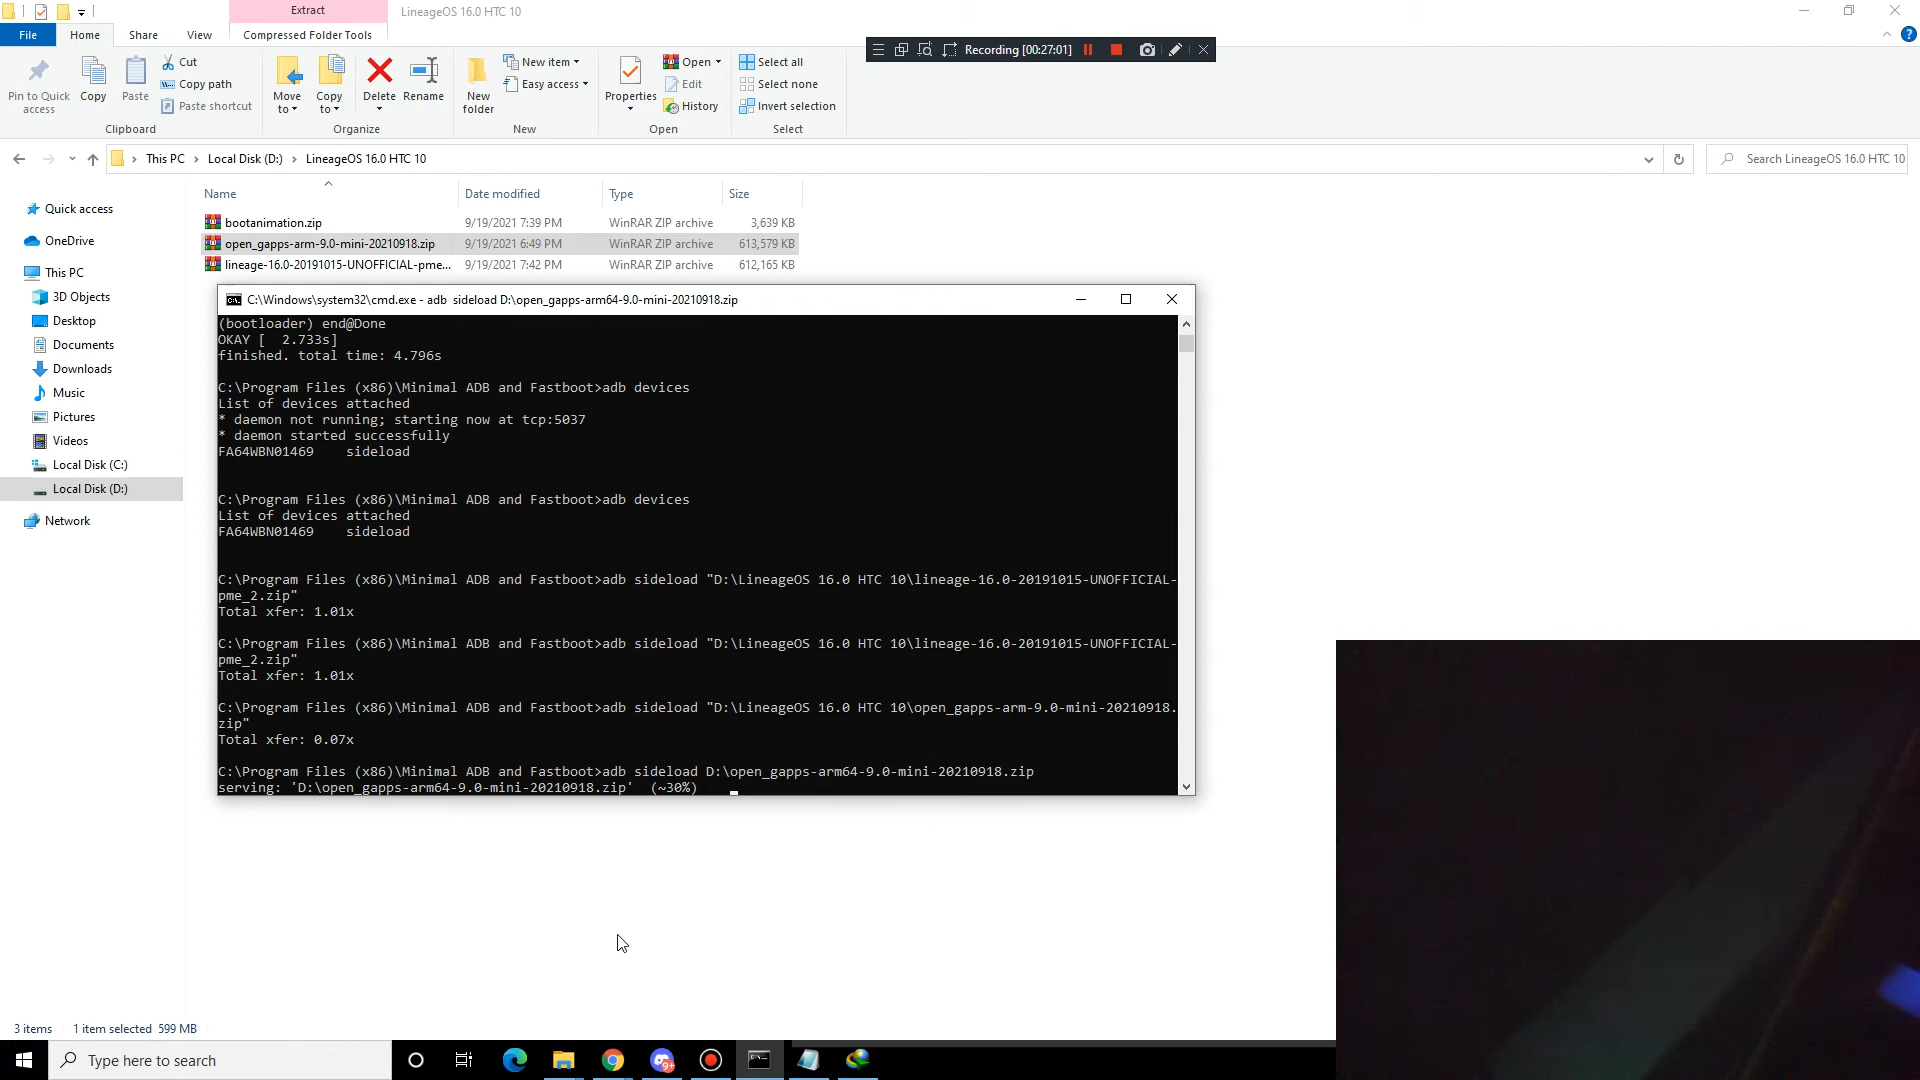 Extract
LineageOS 16.0 HTC 10
File
Home
Share
View
Compressed Folder Tools
Recording [00:27:01]
Pin to Quick access
Copy
Paste
Cut
Copy path
Paste shortcut
Clipboard
Move to
Copy to
Delete
Rename
Organize
New folder
New item
Easy access
New
Properties
Open
Edit
History
Open
Select all
Select none
Invert selection
Select
This PC
Local Disk (D:)
LineageOS 16.0 HTC 10
Search LineageOS 16.0 HTC 10
Name
Date modified
Type
Size
bootanimation.zip 9/19/2021 7:39 PM WinRAR ZIP archive 3,639 KB
open_gapps-arm-9.0-mini-20210918.zip 9/19/2021 6:49 PM WinRAR ZIP archive 613,579 KB
lineage-16.0-20191015-UNOFFICIAL-pme... 9/19/2021 7:42 PM WinRAR ZIP archive 612,165 KB
Quick access
OneDrive
This PC
3D Objects
Desktop
Documents
Downloads
Music
Pictures
Videos
Local Disk (C:)
Local Disk (D:)
Network
C:\Windows\system32\cmd.exe - adb  sideload D:\open_gapps-arm64-9.0-mini-20210918.zip
(bootloader) end@Done
OKAY [  2.733s]
finished. total time: 4.796s
C:\Program Files (x86)\Minimal ADB and Fastboot>adb devices
List of devices attached
* daemon not running; starting now at tcp:5037
* daemon started successfully
FA64WBN01469    sideload
C:\Program Files (x86)\Minimal ADB and Fastboot>adb devices
List of devices attached
FA64WBN01469    sideload
C:\Program Files (x86)\Minimal ADB and Fastboot>adb sideload "D:\LineageOS 16.0 HTC 10\lineage-16.0-20191015-UNOFFICIAL-
pme_2.zip"
Total xfer: 1.01x
C:\Program Files (x86)\Minimal ADB and Fastboot>adb sideload "D:\LineageOS 16.0 HTC 10\lineage-16.0-20191015-UNOFFICIAL-
pme_2.zip"
Total xfer: 1.01x
C:\Program Files (x86)\Minimal ADB and Fastboot>adb sideload "D:\LineageOS 16.0 HTC 10\open_gapps-arm-9.0-mini-20210918.
zip"
Total xfer: 0.07x
C:\Program Files (x86)\Minimal ADB and Fastboot>adb sideload D:\open_gapps-arm64-9.0-mini-20210918.zip
serving: 'D:\open_gapps-arm64-9.0-mini-20210918.zip'  (~30%)
3 items
1 item selected  599 MB
Type here to search
9+